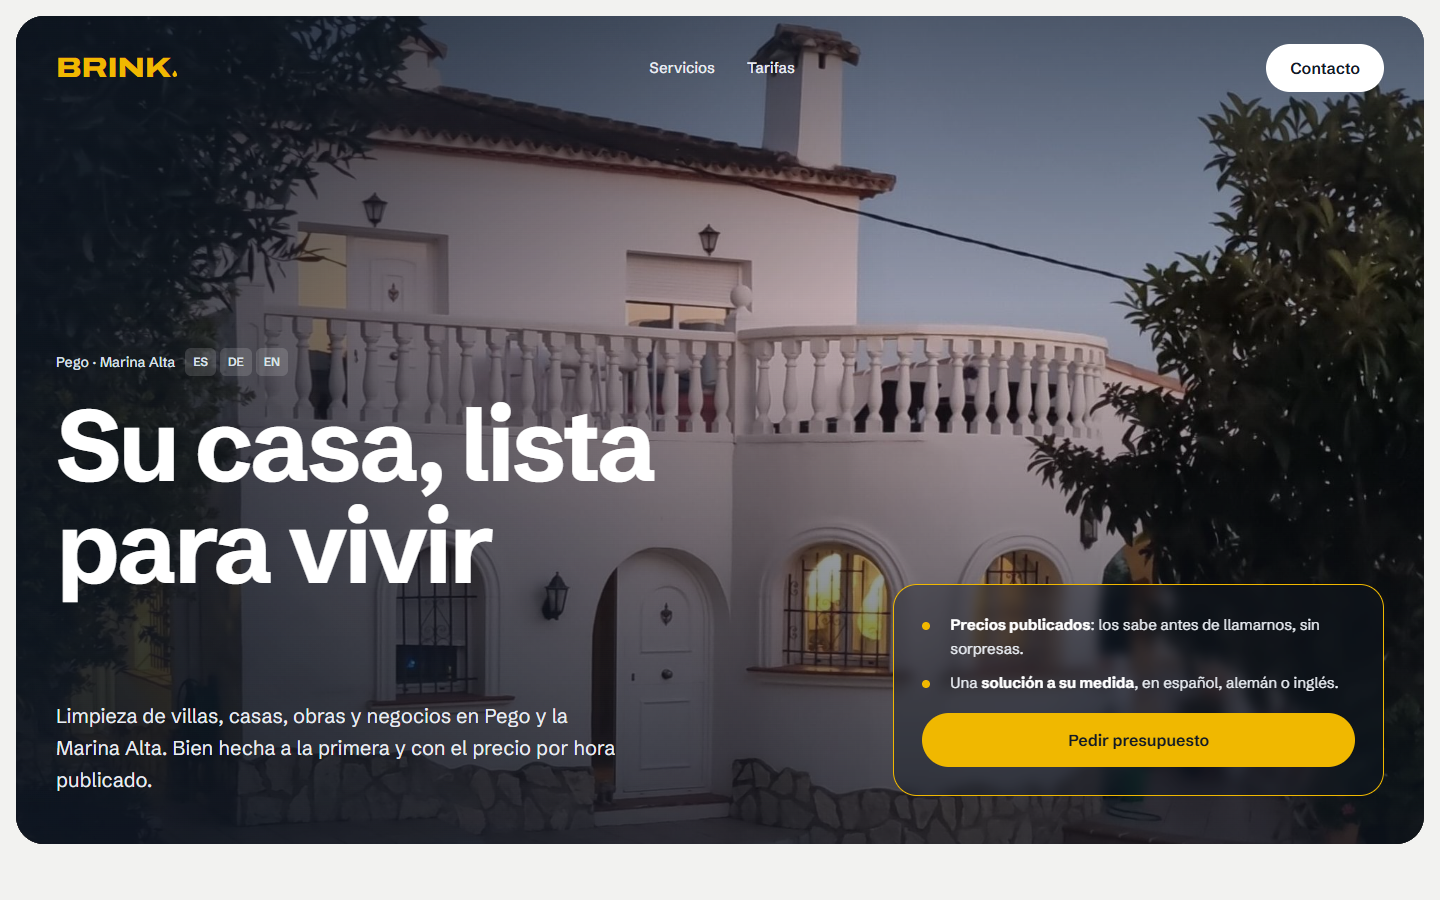 BRINK.
Servicios
Tarifas
Contacto
Pego · Marina Alta ES DE EN
Su casa, lista
para vivir
Limpieza de villas, casas, obras y negocios en Pego y la
Marina Alta. Bien hecha a la primera y con el precio por hora
publicado.
Precios publicados: los sabe antes de llamarnos, sin
sorpresas.
Una solución a su medida, en español, alemán o inglés.
Pedir presupuesto